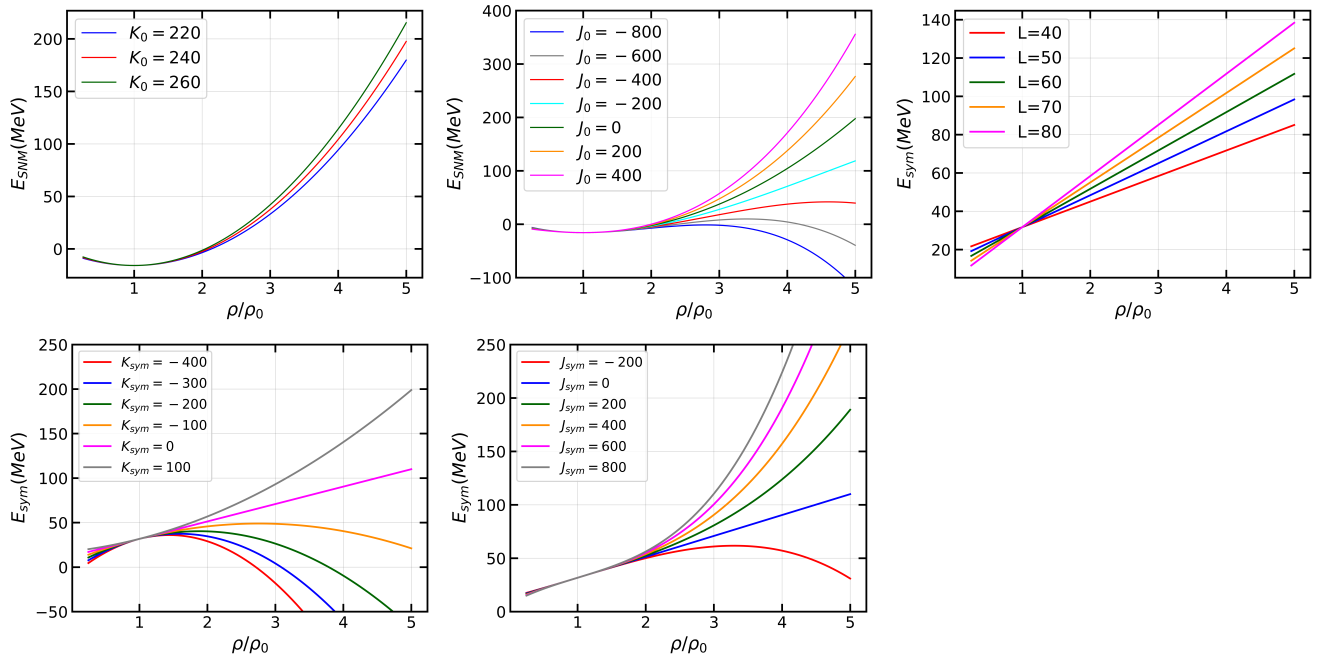 E_SNM(MeV)
200
150
100
50
0
K_0 = 220
K_0 = 240
K_0 = 260
1 2 3 4 5
ρ/ρ_0
E_SNM(MeV)
400
300
200
100
0
−100
J_0 = −800
J_0 = −600
J_0 = −400
J_0 = −200
J_0 = 0
J_0 = 200
J_0 = 400
1 2 3 4 5
ρ/ρ_0
E_sym(MeV)
140
120
100
80
60
40
20
L=40
L=50
L=60
L=70
L=80
1 2 3 4 5
ρ/ρ_0
E_sym(MeV)
250
200
150
100
50
0
−50
K_sym = −400
K_sym = −300
K_sym = −200
K_sym = −100
K_sym = 0
K_sym = 100
1 2 3 4 5
ρ/ρ_0
E_sym(MeV)
250
200
150
100
50
0
J_sym = −200
J_sym = 0
J_sym = 200
J_sym = 400
J_sym = 600
J_sym = 800
1 2 3 4 5
ρ/ρ_0